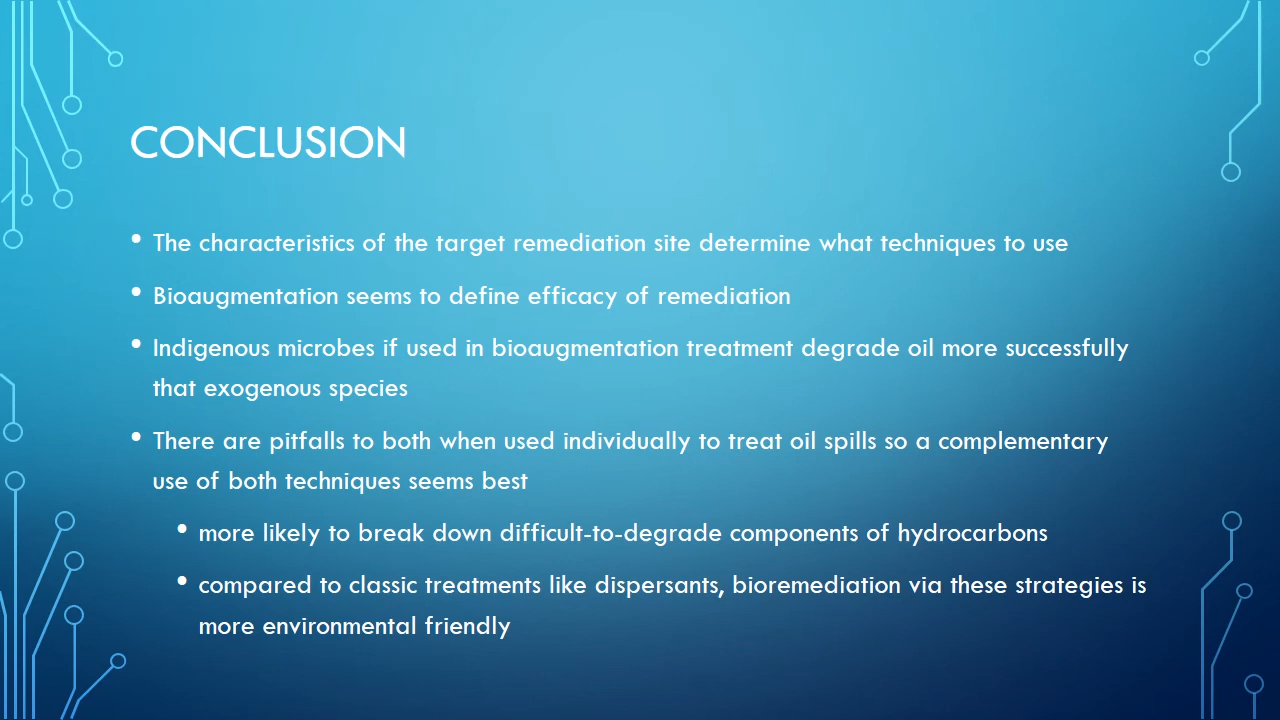 CONCLUSION
• The characteristics of the target remediation site determine what techniques to use
• Bioaugmentation seems to define efficacy of remediation
• Indigenous microbes if used in bioaugmentation treatment degrade oil more successfully
that exogenous species
• There are pitfalls to both when used individually to treat oil spills so a complementary
use of both techniques seems best
• more likely to break down difficult-to-degrade components of hydrocarbons
• compared to classic treatments like dispersants, bioremediation via these strategies is
more environmental friendly